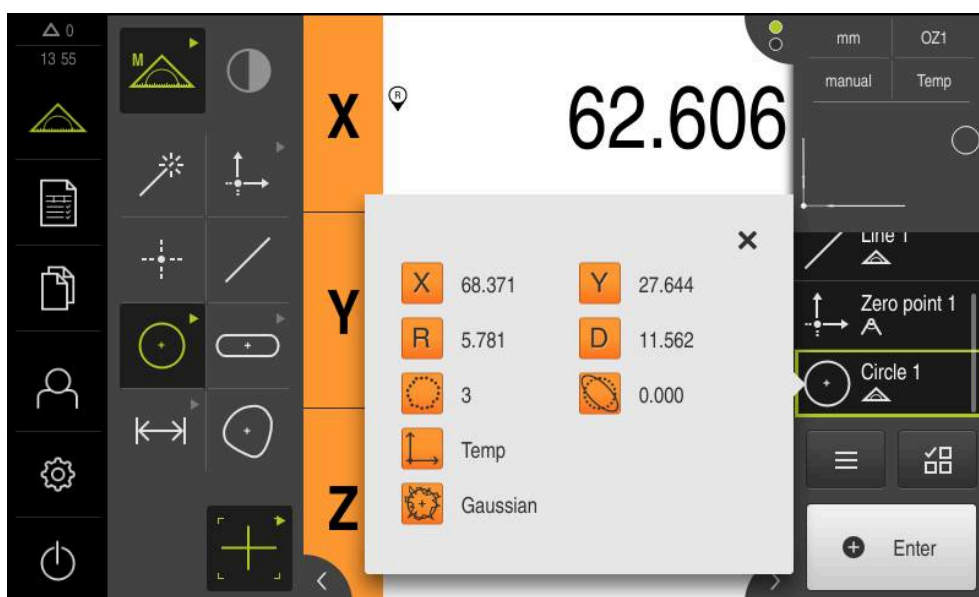 0
13 55
M
X
R
62.606
mm
OZ1
manual
Temp
X
68.371
Y
27.644
R
5.781
D
11.562
3
0.000
Temp
Gaussian
Y
Z
Line 1
Zero point 1
Circle 1
Enter